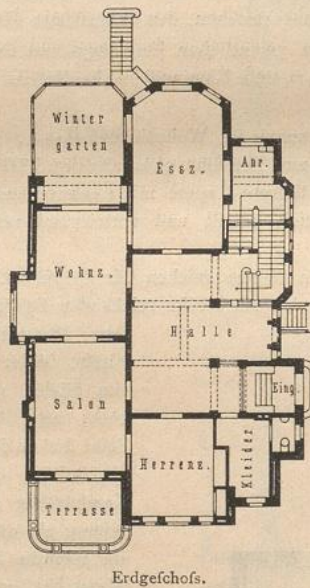 Winter
garten
Essz.
Anr.
Wohnz.
Halle
Salon
Eing.
Herrenz.
Kleider
Terrasse
Erdgeſchoſs.